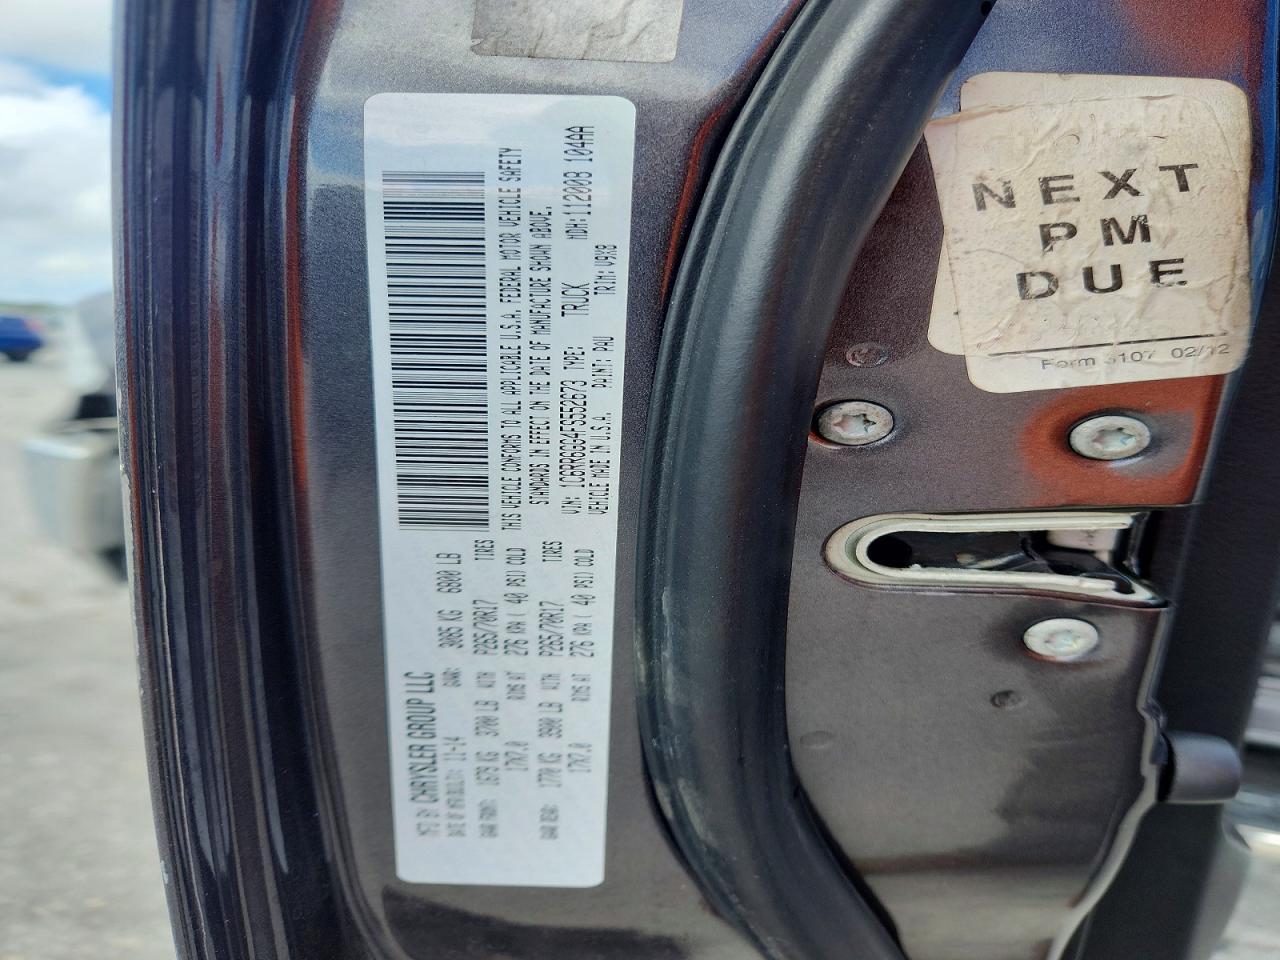 MFD BY CHRYSLER GROUP LLC
DATE OF MFR(BUILT): 11-14 GVWR: 3085 KG 6800 LB
GAWR FRONT: 1679 KG 3700 LB WITH P265/70R17 TIRES
17X7.0 RIMS AT 276 KPA ( 40 PSI) COLD
GAWR REAR: 1770 KG 3900 LB WITH P265/70R17 TIRES
17X7.0 RIMS AT 276 KPA ( 40 PSI) COLD
THIS VEHICLE CONFORMS TO ALL APPLICABLE U.S.A. FEDERAL MOTOR VEHICLE SAFETY
STANDARDS IN EFFECT ON THE DATE OF MANUFACTURE SHOWN ABOVE.
VIN: 1C6RR6GG4FS552673 TYPE: TRUCK MDH:112008 104AA
VEHICLE MADE IN U.S.A. PAINT: PAU TRIM: V9X8
NEXT
PM
DUE
Form 3107 02/12